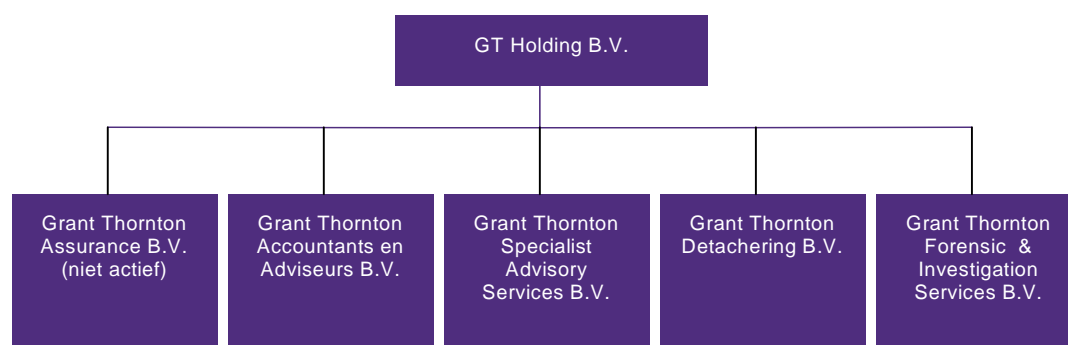 GT Holding B.V.
Grant Thornton
Assurance B.V.
(niet actief)
Grant Thornton
Accountants en
Adviseurs B.V.
Grant Thornton
Specialist
Advisory
Services B.V.
Grant Thornton
Detachering B.V.
Grant Thornton
Forensic &
Investigation
Services B.V.